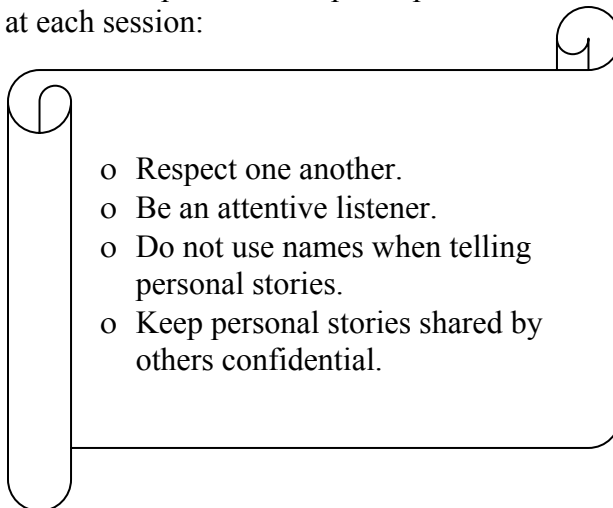 at each session:
o Respect one another.
o Be an attentive listener.
o Do not use names when telling
personal stories.
o Keep personal stories shared by
others confidential.